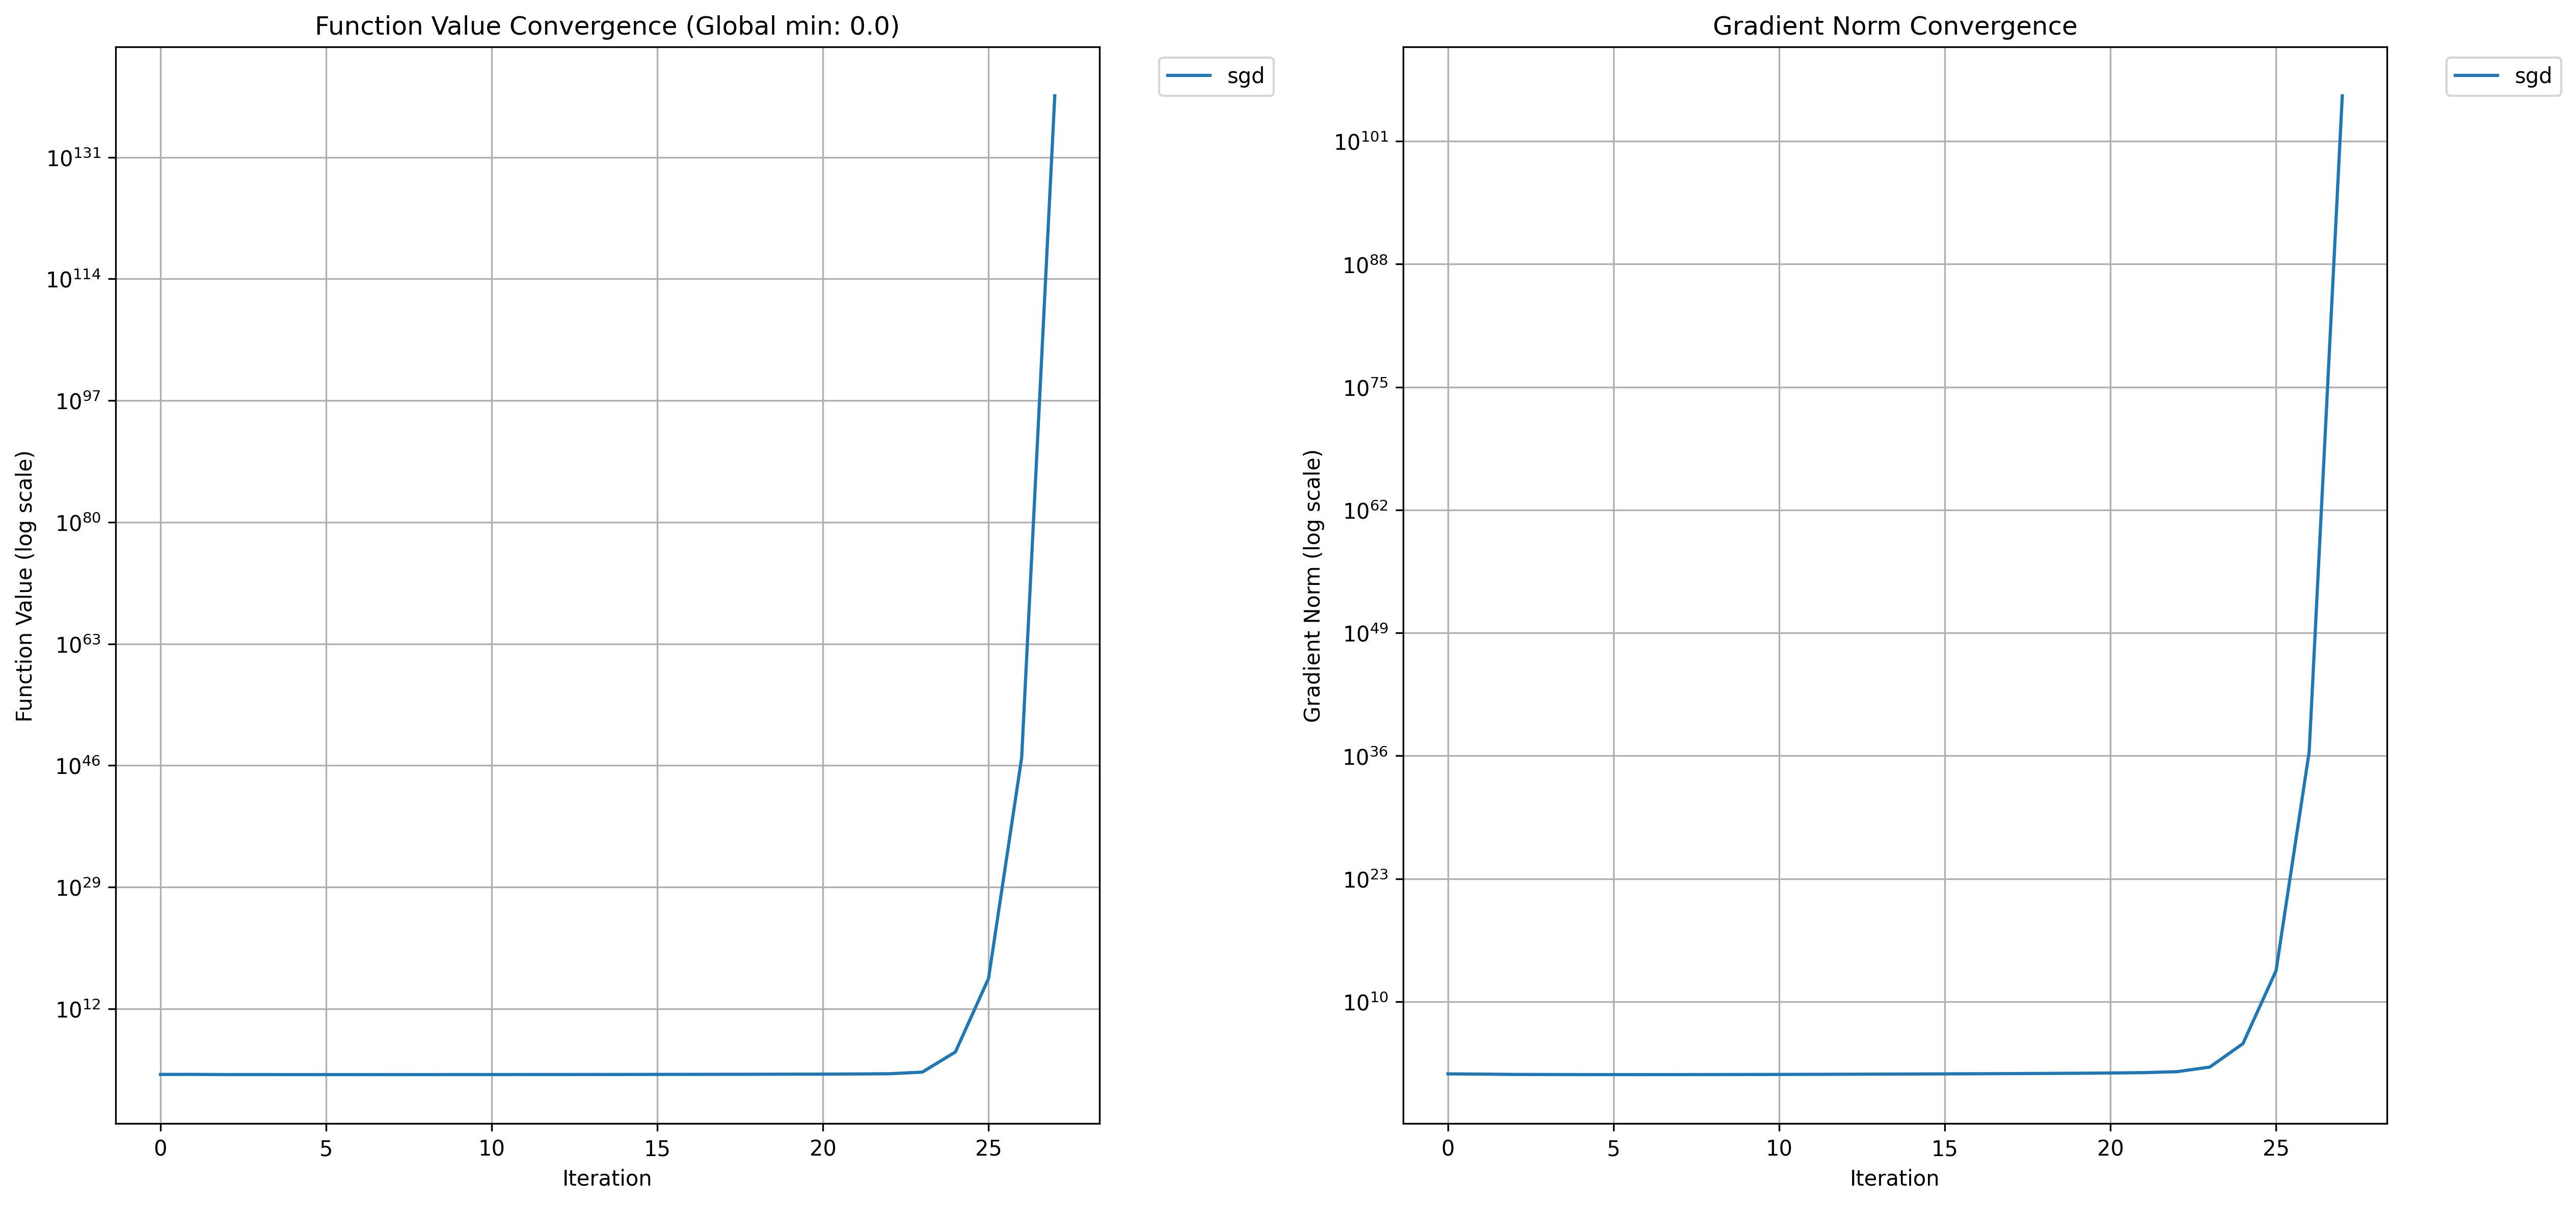 Function Value Convergence (Global min: 0.0)
sgd
10^131
10^114
10^97
10^80
10^63
10^46
10^29
10^12
Function Value (log scale)
0 5 10 15 20 25
Iteration
Gradient Norm Convergence
sgd
10^101
10^88
10^75
10^62
10^49
10^36
10^23
10^10
Gradient Norm (log scale)
0 5 10 15 20 25
Iteration